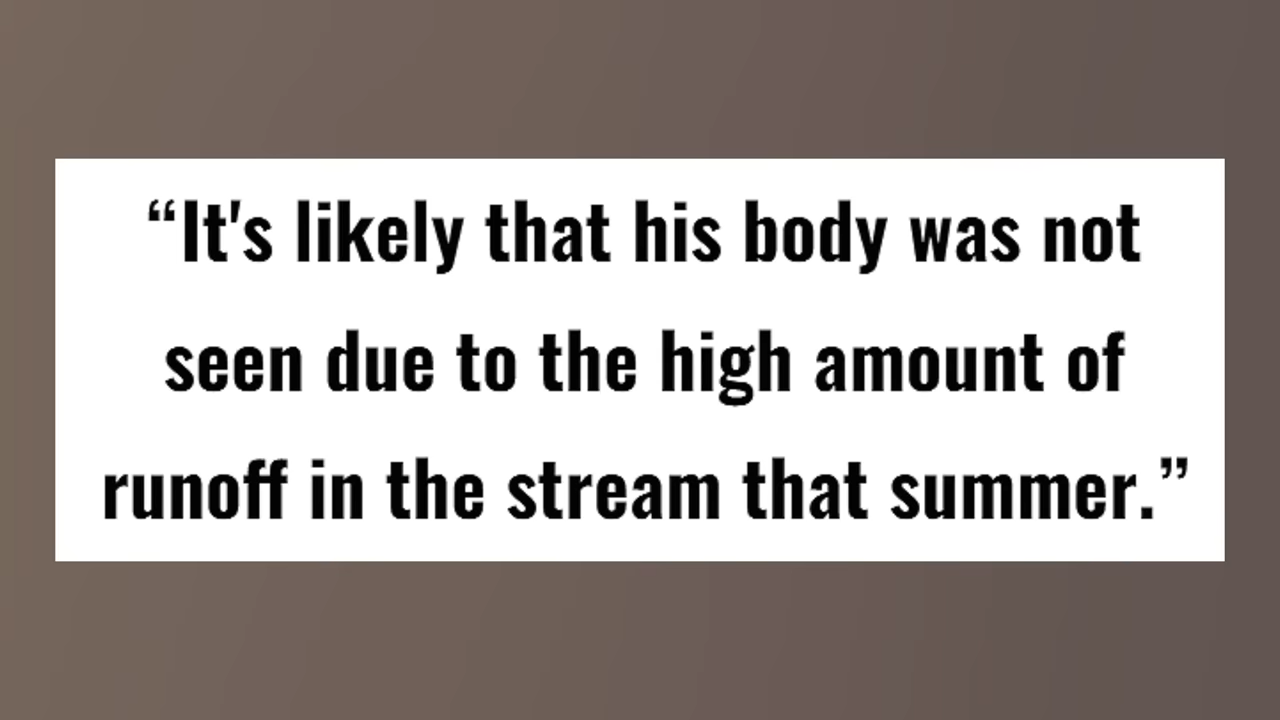 “It's likely that his body was not
seen due to the high amount of
runoff in the stream that summer.”